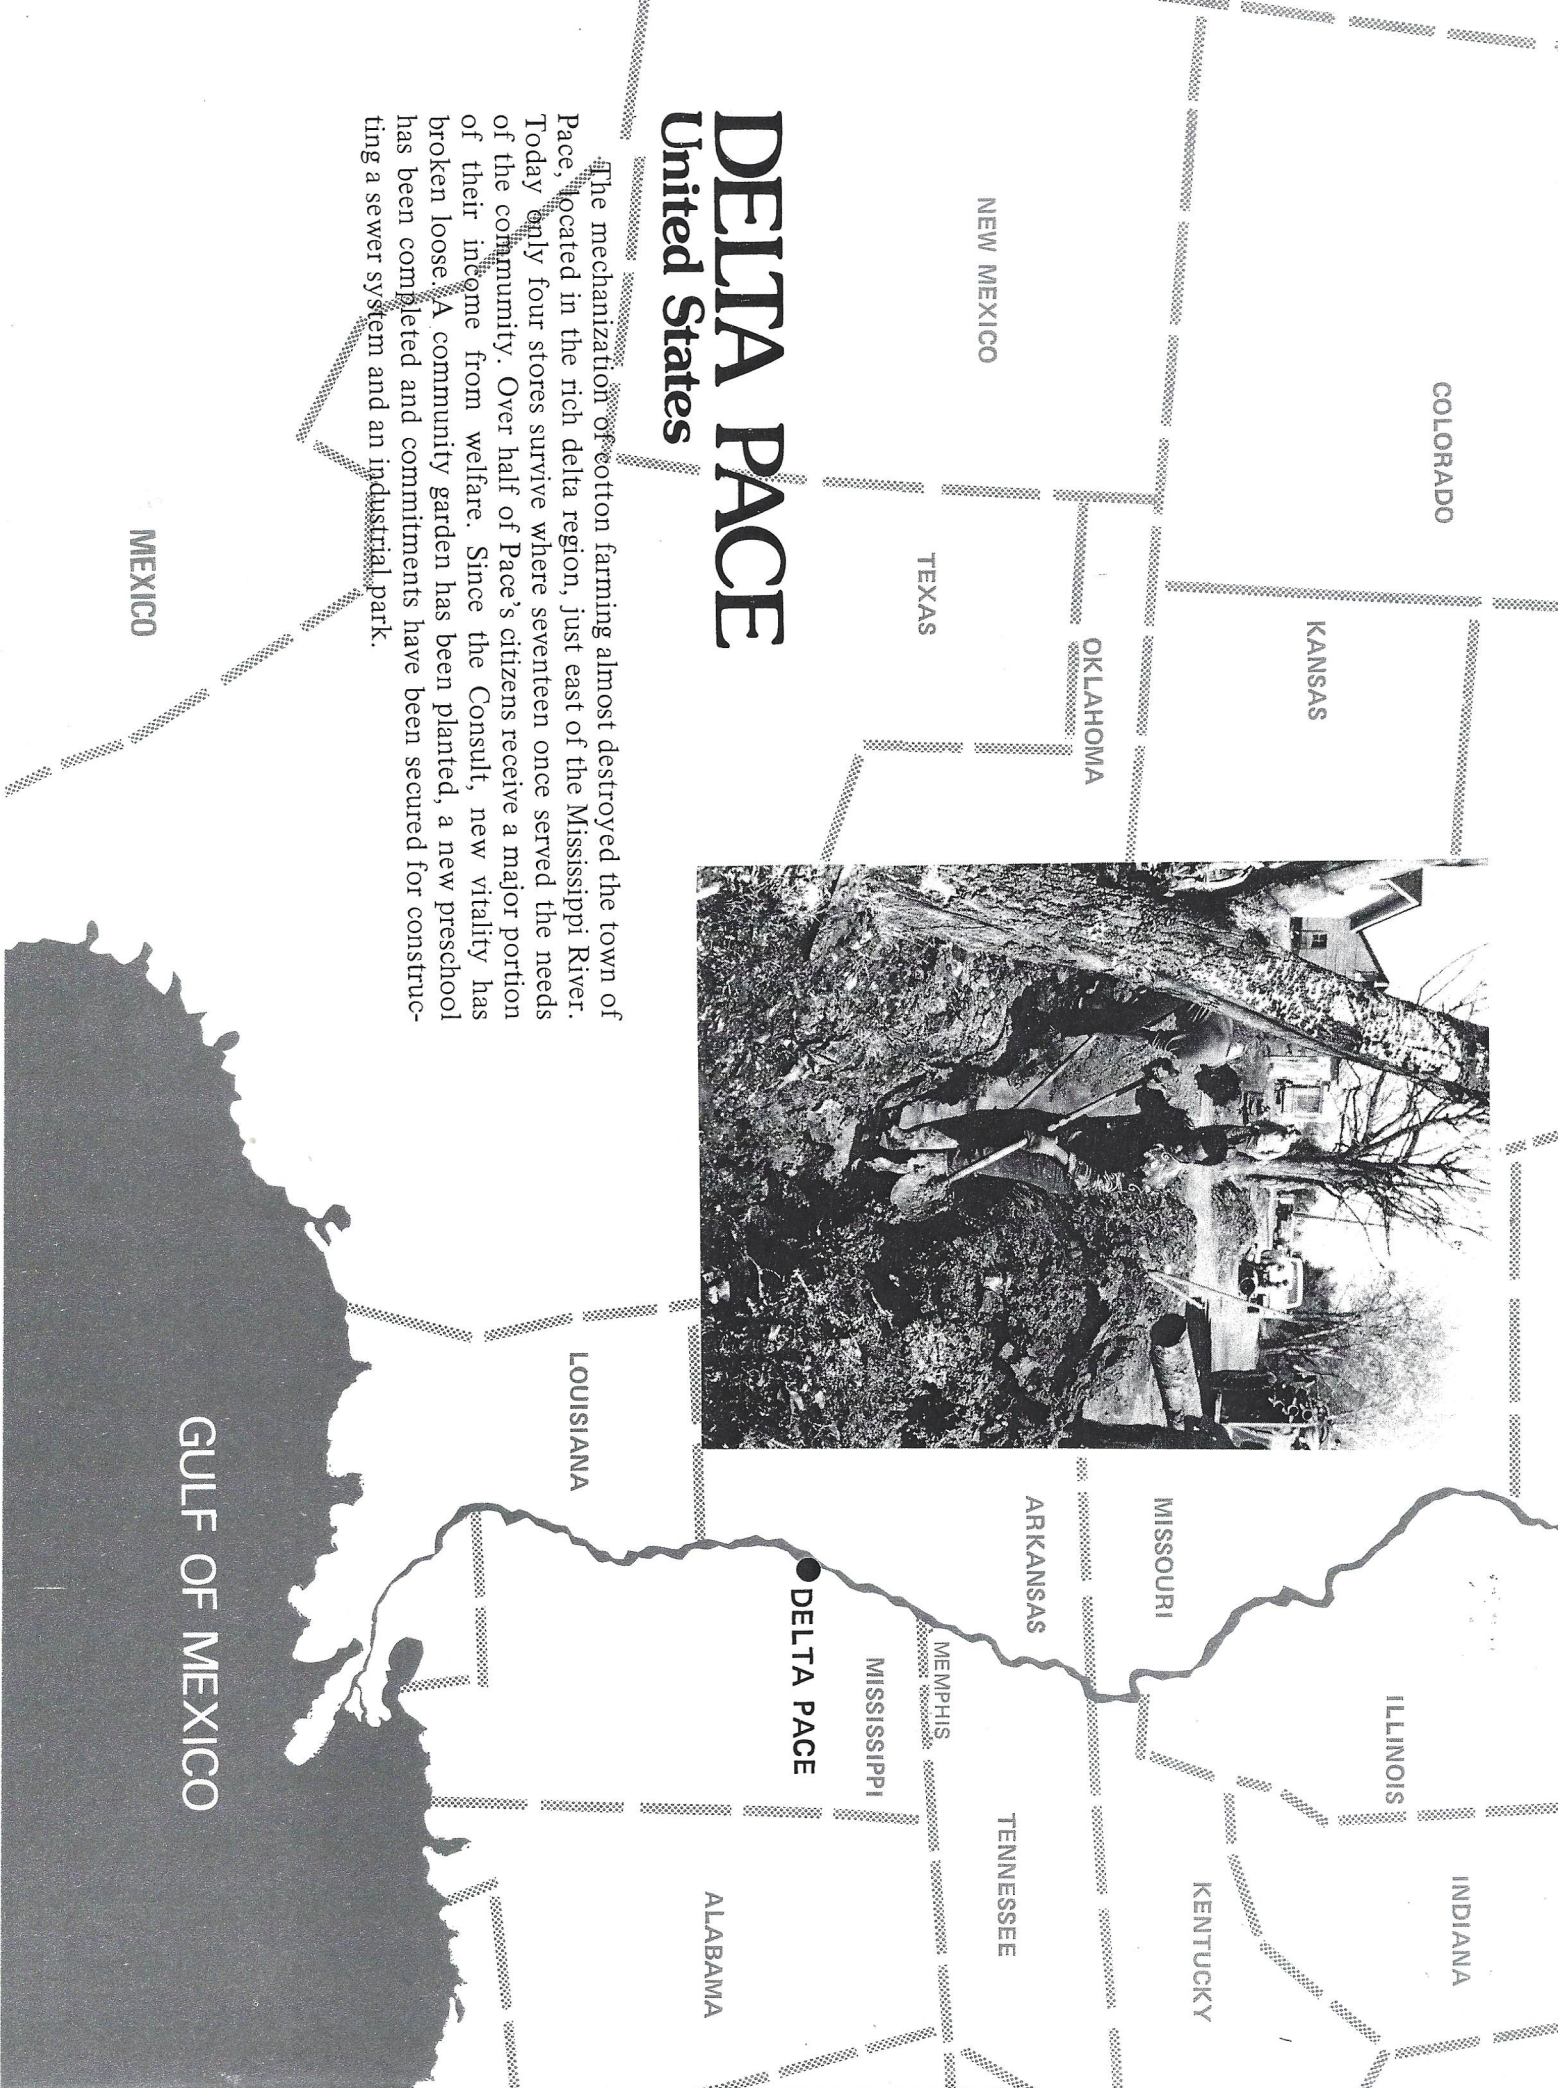 DELTA PACE
United States
The mechanization of cotton farming almost destroyed the town of
Pace, located in the rich delta region, just east of the Mississippi River.
Today only four stores survive where seventeen once served the needs
of the community. Over half of Pace's citizens receive a major portion
of their income from welfare. Since the Consult, new vitality has
broken loose. A community garden has been planted, a new preschool
has been completed and commitments have been secured for construc-
ting a sewer system and an industrial park.
COLORADO
KANSAS
NEW MEXICO
OKLAHOMA
TEXAS
MEXICO
MISSOURI
ILLINOIS
INDIANA
KENTUCKY
ARKANSAS
TENNESSEE
MEMPHIS
MISSISSIPPI
DELTA PACE
ALABAMA
LOUISIANA
GULF OF MEXICO